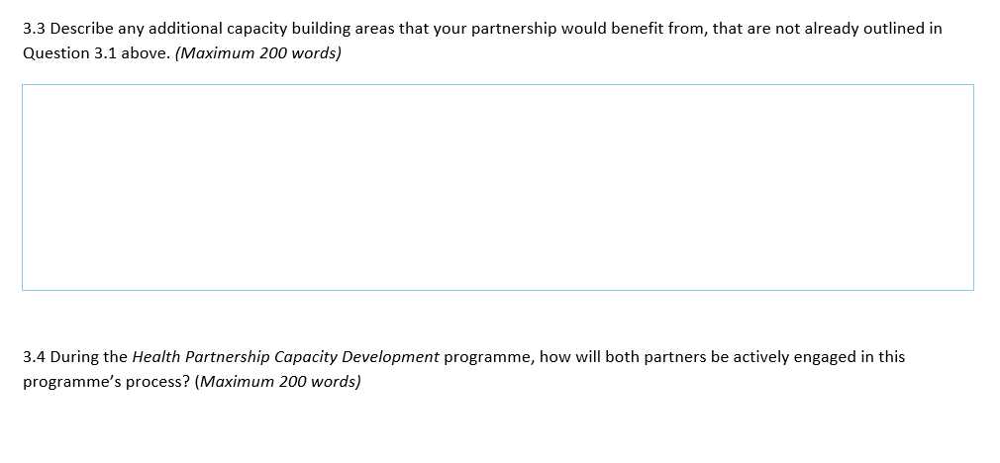 3.3 Describe any additional capacity building areas that your partnership would benefit from, that are not already outlined in
Question 3.1 above. (Maximum 200 words)
3.4 During the Health Partnership Capacity Development programme, how will both partners be actively engaged in this
programme’s process? (Maximum 200 words)